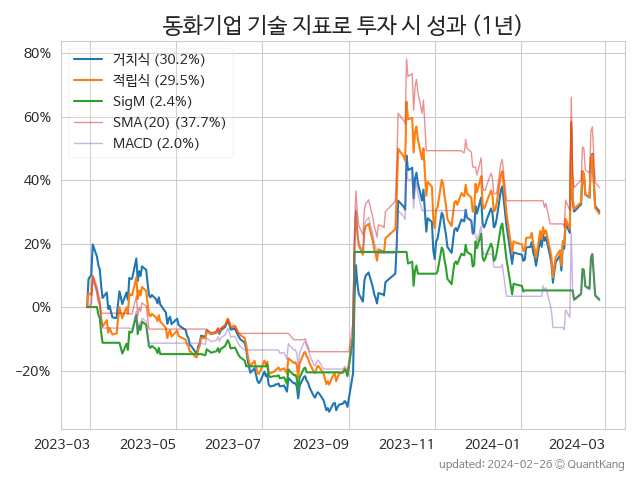 동화기업 기술 지표로 투자 시 성과 (1년)
80%
60%
40%
20%
0%
−20%
거치식 (30.2%)
적립식 (29.5%)
SigM (2.4%)
SMA(20) (37.7%)
MACD (2.0%)
2023-03 2023-05 2023-07 2023-09 2023-11 2024-01 2024-03
updated: 2024-02-26 © QuantKang